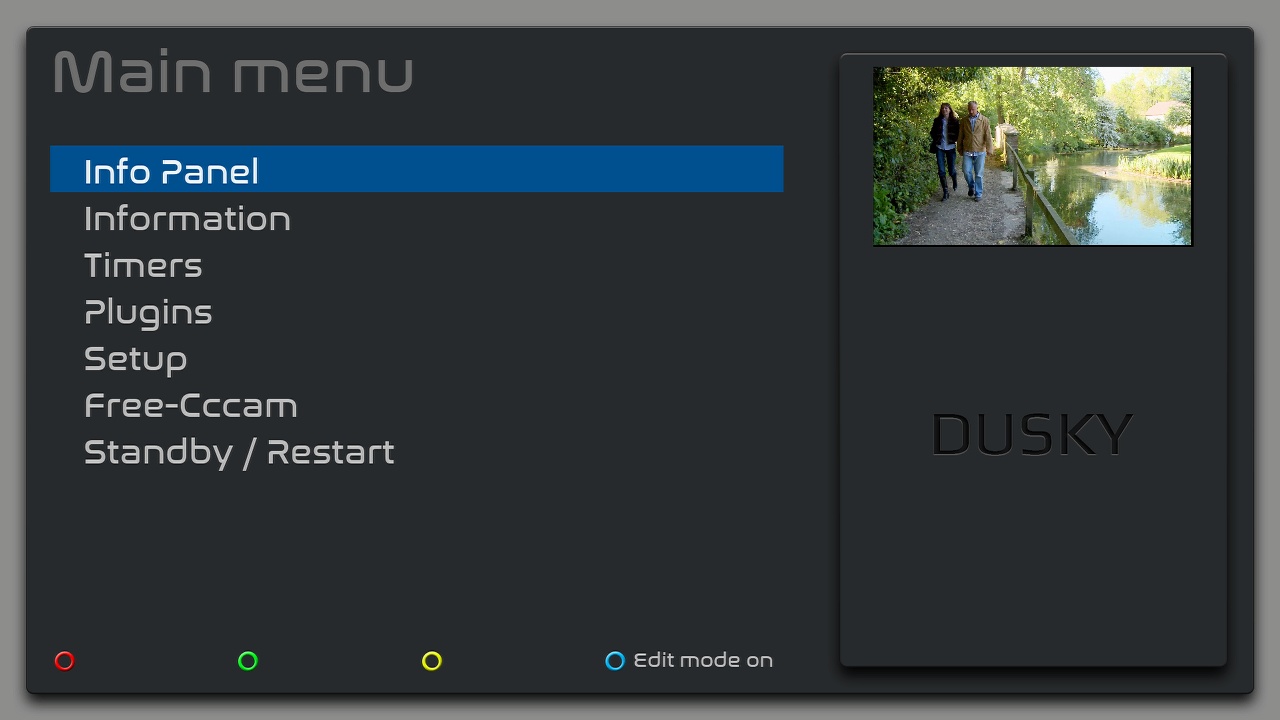 Main menu
Info Panel
Information
Timers
Plugins
Setup
Free-Cccam
Standby / Restart
DUSKY
Edit mode on